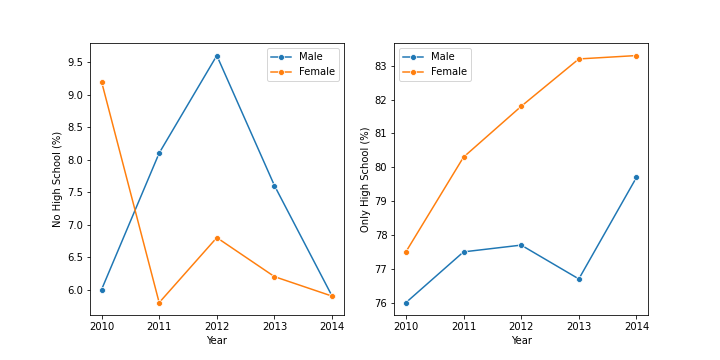 No High School (%)
9.5
9.0
8.5
8.0
7.5
7.0
6.5
6.0
Male
Female
2010 2011 2012 2013 2014
Year
Only High School (%)
83
82
81
80
79
78
77
76
Male
Female
2010 2011 2012 2013 2014
Year